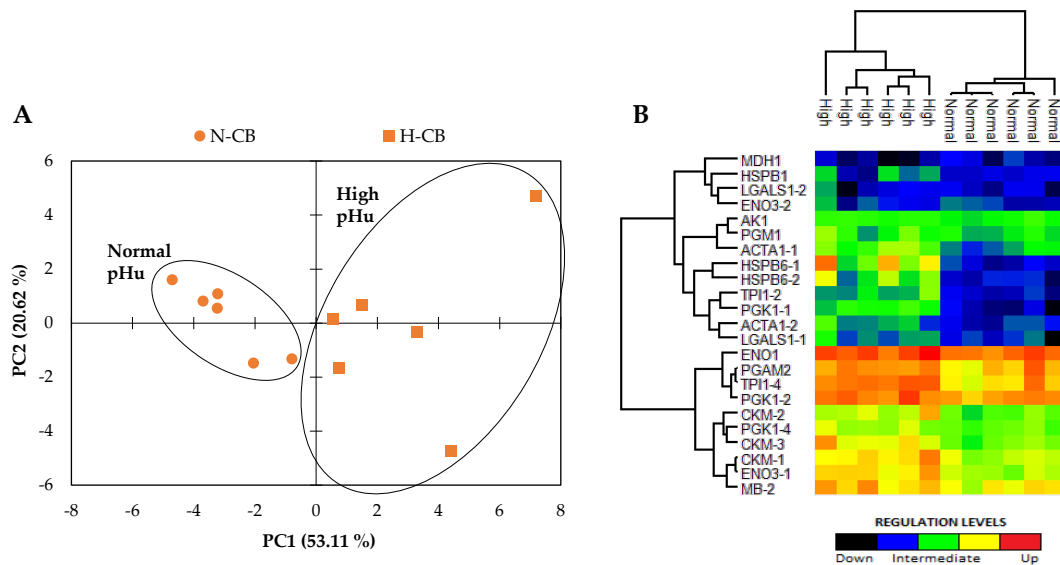 A
N-CB
H-CB
High
pHu
Normal
pHu
PC2 (20.62 %)
6
4
2
0
-2
-4
-6
-8
-6
-4
-2
0
2
4
6
8
PC1 (53.11 %)
B
High
High
High
High
High
High
Normal
Normal
Normal
Normal
Normal
Normal
MDH1
HSPB1
LGALS1-2
ENO3-2
AK1
PGM1
ACTA1-1
HSPB6-1
HSPB6-2
TPI1-2
PGK1-1
ACTA1-2
LGALS1-1
ENO1
PGAM2
TPI1-4
PGK1-2
CKM-2
PGK1-4
CKM-3
CKM-1
ENO3-1
MB-2
REGULATION LEVELS
Down Intermediate Up